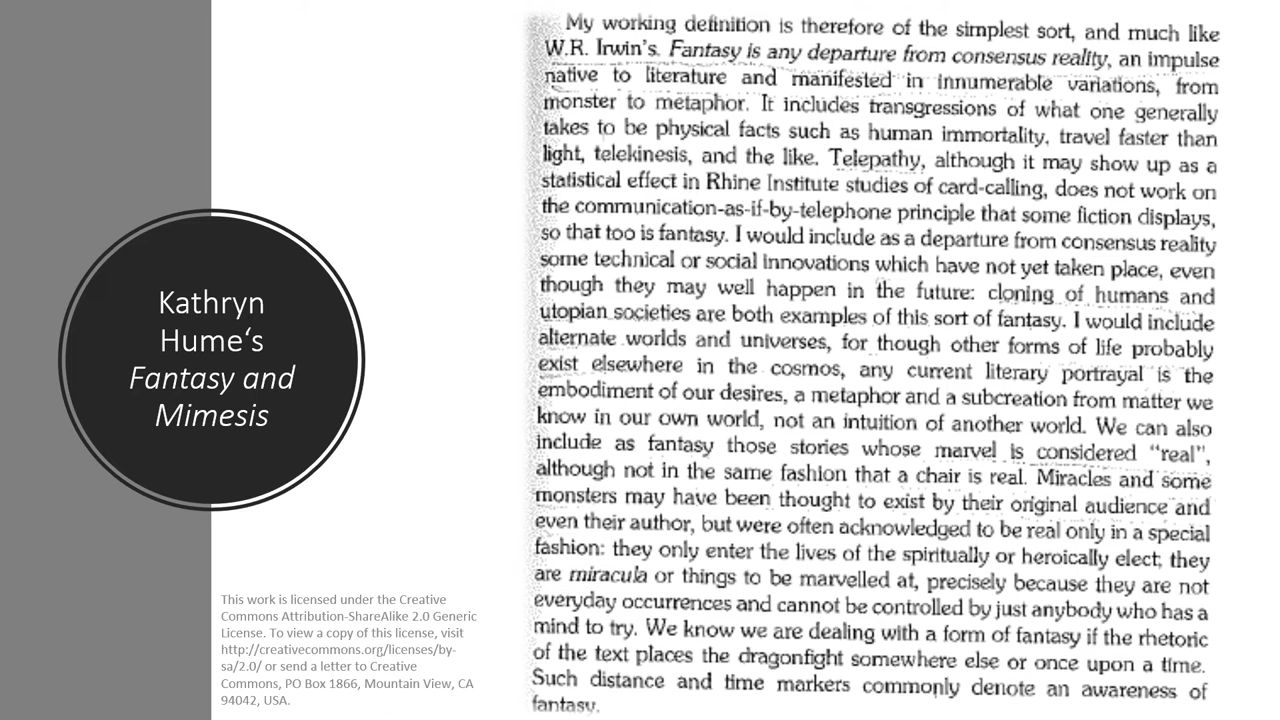 Kathryn
Hume‘s
Fantasy and
Mimesis
This work is licensed under the Creative
Commons Attribution-ShareAlike 2.0 Generic
License. To view a copy of this license, visit
http://creativecommons.org/licenses/by-
sa/2.0/ or send a letter to Creative
Commons, PO Box 1866, Mountain View, CA
94042, USA.
My working definition is therefore of the simplest sort, and much like
W.R. Irwin's. Fantasy is any departure from consensus reality, an impulse
native to literature and manifested in innumerable variations, from
monster to metaphor. It includes transgressions of what one generally
takes to be physical facts such as human immortality, travel faster than
light, telekinesis, and the like. Telepathy, although it may show up as a
statistical effect in Rhine Institute studies of card-calling, does not work on
the communication-as-if-by-telephone principle that some fiction displays,
so that too is fantasy. I would include as a departure from consensus reality
some technical or social innovations which have not yet taken place, even
though they may well happen in the future: cloning of humans and
utopian societies are both examples of this sort of fantasy. I would include
alternate worlds and universes, for though other forms of life probably
exist elsewhere in the cosmos, any current literary portrayal is the
embodiment of our desires, a metaphor and a subcreation from matter we
know in our own world, not an intuition of another world. We can also
include as fantasy those stories whose marvel is considered "real",
although not in the same fashion that a chair is real. Miracles and some
monsters may have been thought to exist by their original audience and
even their author, but were often acknowledged to be real only in a special
fashion: they only enter the lives of the spiritually or heroically elect; they
are miracula or things to be marvelled at, precisely because they are not
everyday occurrences and cannot be controlled by just anybody who has a
mind to try. We know we are dealing with a form of fantasy if the rhetoric
of the text places the dragonfight somewhere else or once upon a time.
Such distance and time markers commonly denote an awareness of
fantasy.